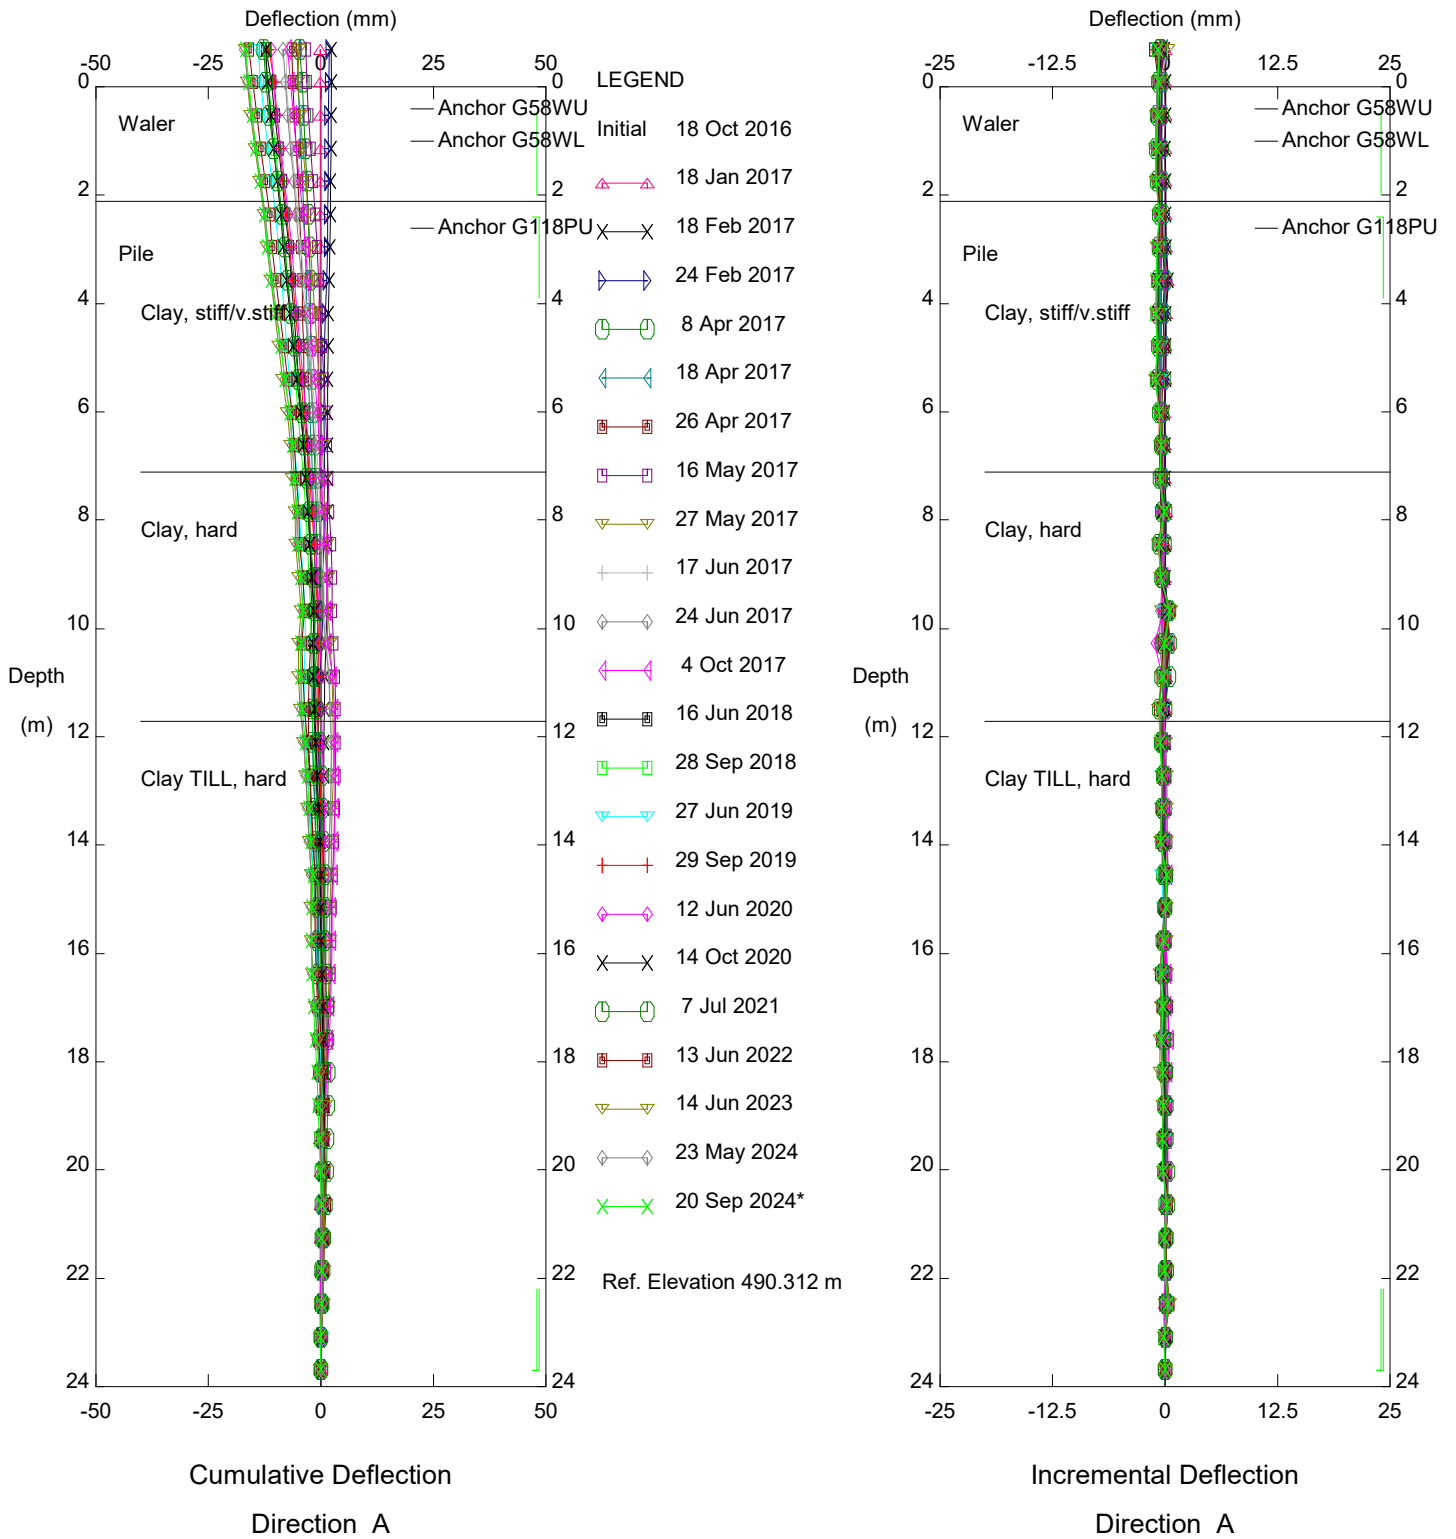 Deflection (mm)
-50 -25 0 25 50
0 0
2 2
4 4
6 6
8 8
10 10
12 12
14 14
16 16
18 18
20 20
22 22
24 24
-50 -25 0 25 50
Depth
(m)
Waler
Anchor G58WU
Anchor G58WL
Anchor G118PU
Pile
Clay, stiff/v.stiff
Clay, hard
Clay TILL, hard
Cumulative Deflection
Direction A
LEGEND
Initial 18 Oct 2016
18 Jan 2017
18 Feb 2017
24 Feb 2017
8 Apr 2017
18 Apr 2017
26 Apr 2017
16 May 2017
27 May 2017
17 Jun 2017
24 Jun 2017
4 Oct 2017
16 Jun 2018
28 Sep 2018
27 Jun 2019
29 Sep 2019
12 Jun 2020
14 Oct 2020
7 Jul 2021
13 Jun 2022
14 Jun 2023
23 May 2024
20 Sep 2024*
Ref. Elevation 490.312 m
Deflection (mm)
-25 -12.5 0 12.5 25
0 0
2 2
4 4
6 6
8 8
10 10
12 12
14 14
16 16
18 18
20 20
22 22
24 24
-25 -12.5 0 12.5 25
Depth
(m)
Waler
Anchor G58WU
Anchor G58WL
Anchor G118PU
Pile
Clay, stiff/v.stiff
Clay, hard
Clay TILL, hard
Incremental Deflection
Direction A